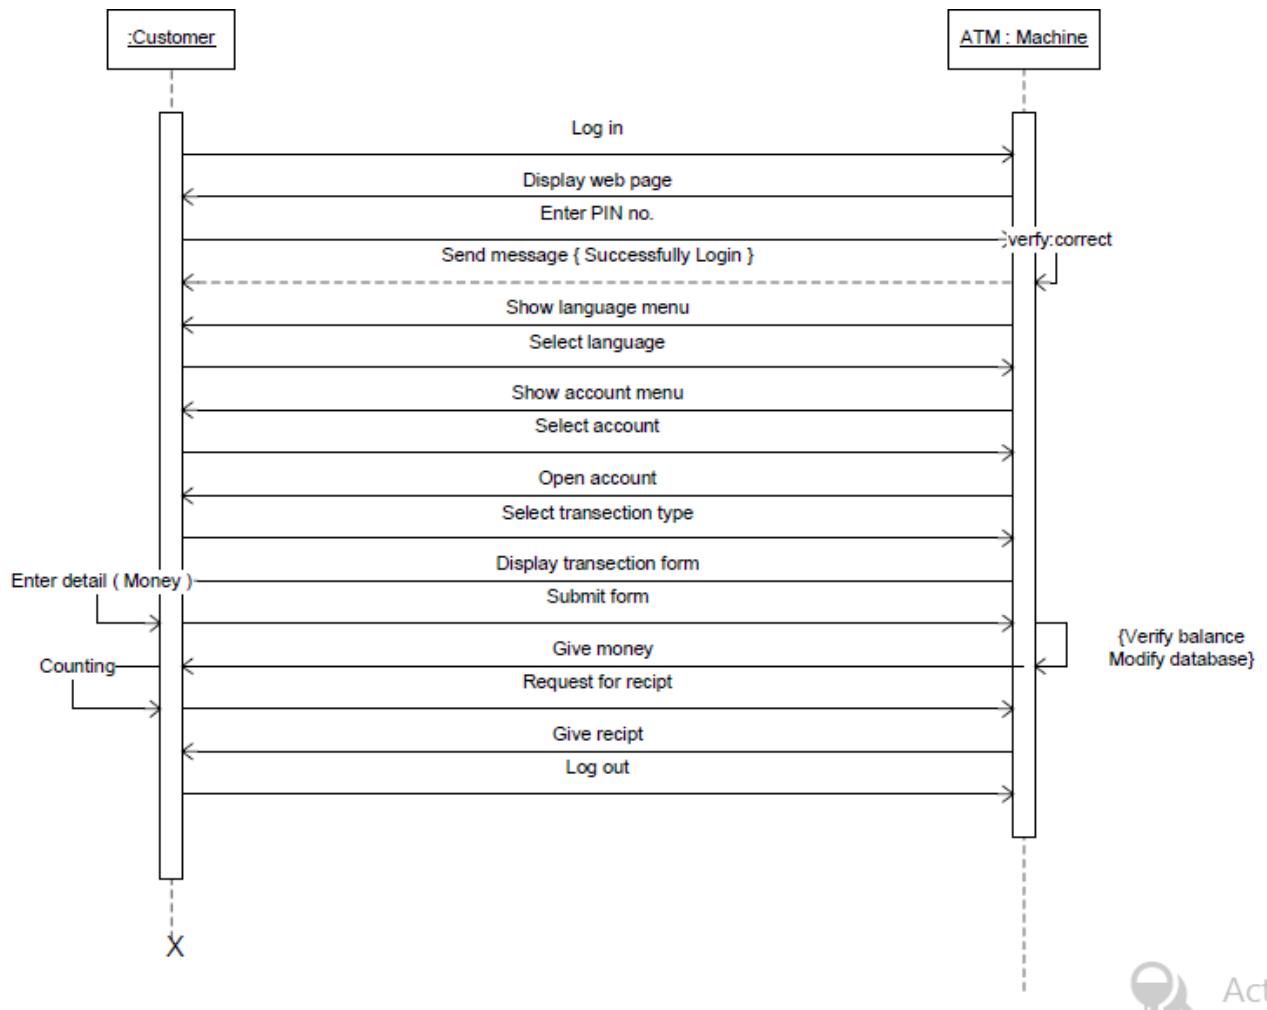 :Customer
ATM : Machine
Log in
Display web page
Enter PIN no.
verfy:correct
Send message { Successfully Login }
Show language menu
Select language
Show account menu
Select account
Open account
Select transection type
Display transection form
Enter detail ( Money )
Submit form
{Verify balance
Modify database}
Give money
Counting
Request for recipt
Give recipt
Log out
X
Act